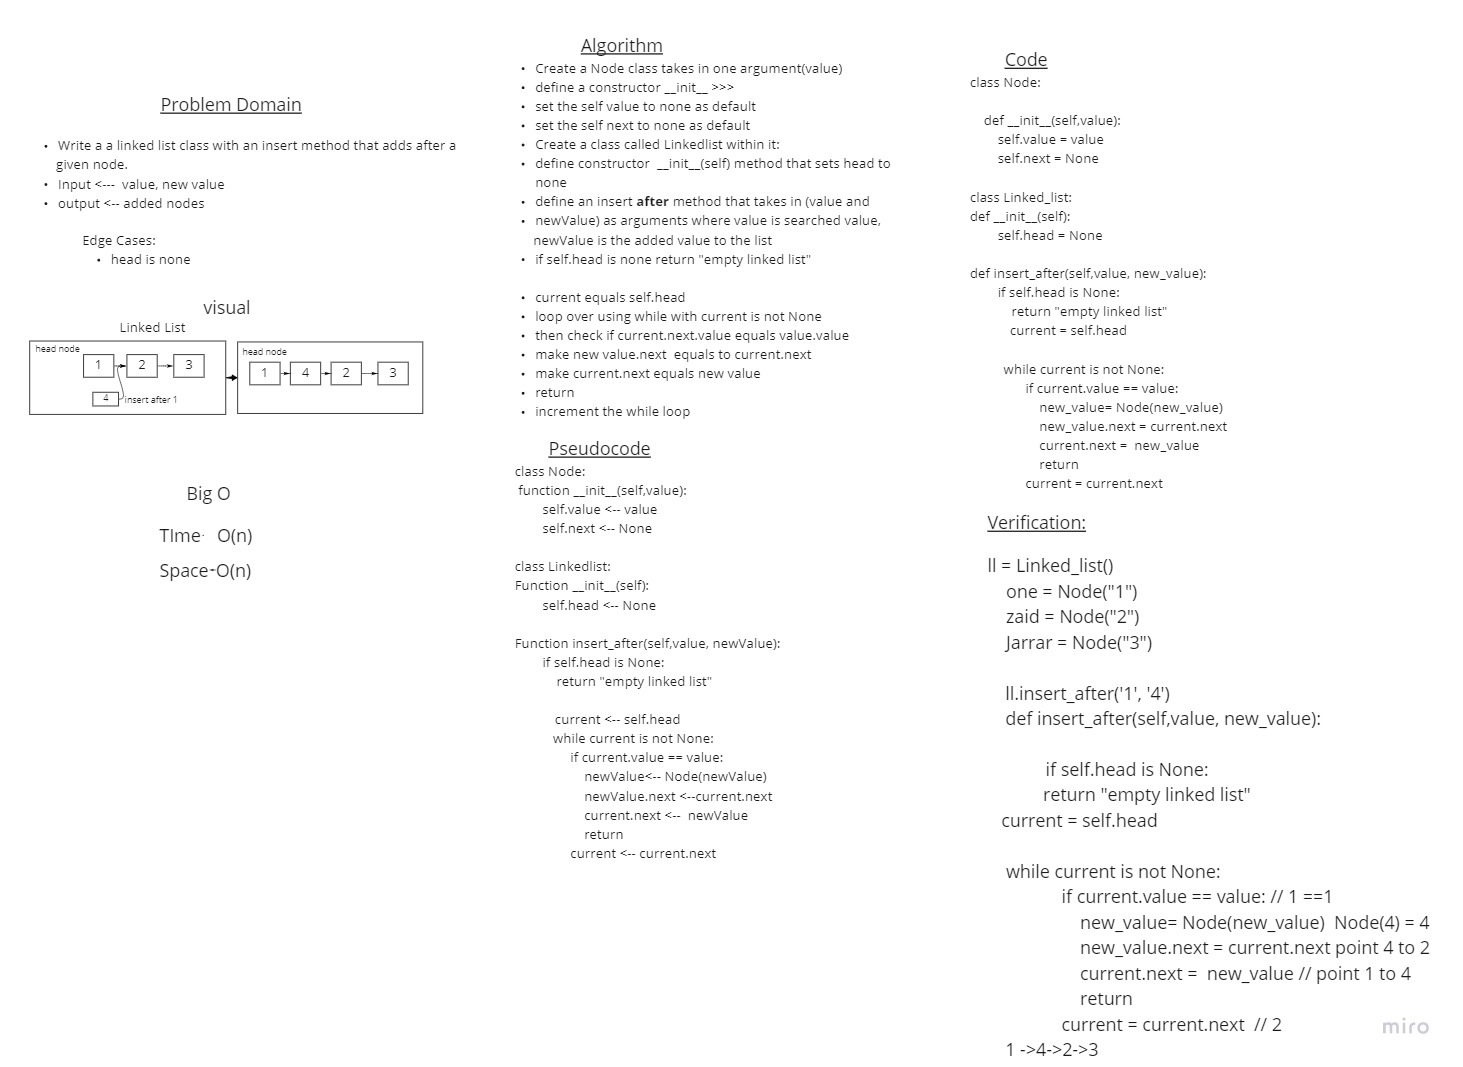 Problem Domain
• Write a a linked list class with an insert method that adds after a
given node.
• Input <--- value, new value
• output <-- added nodes
Edge Cases:
• head is none
visual
Linked List
head node
1
2
3
4
insert after 1
head node
1
4
2
3
Big O
TIme- O(n)
Space-O(n)
Algorithm
• Create a Node class takes in one argument(value)
• define a constructor __init__ >>>
• set the self value to none as default
• set the self next to none as default
• Create a class called Linkedlist within it:
• define constructor __init__(self) method that sets head to
none
• define an insert after method that takes in (value and
• newValue) as arguments where value is searched value,
newValue is the added value to the list
• if self.head is none return "empty linked list"
• current equals self.head
• loop over using while with current is not None
• then check if current.next.value equals value.value
• make new value.next equals to current.next
• make current.next equals new value
• return
• increment the while loop
Pseudocode
class Node:
function __init__(self,value):
self.value <-- value
self.next <-- None
class Linkedlist:
Function __init__(self):
self.head <-- None
Function insert_after(self,value, newValue):
if self.head is None:
return "empty linked list"
current <-- self.head
while current is not None:
if current.value == value:
newValue<-- Node(newValue)
newValue.next <--current.next
current.next <-- newValue
return
current <-- current.next
Code
class Node:
def __init__(self,value):
self.value = value
self.next = None
class Linked_list:
def __init__(self):
self.head = None
def insert_after(self,value, new_value):
if self.head is None:
return "empty linked list"
current = self.head
while current is not None:
if current.value == value:
new_value= Node(new_value)
new_value.next = current.next
current.next = new_value
return
current = current.next
Verification:
ll = Linked_list()
one = Node("1")
zaid = Node("2")
Jarrar = Node("3")
ll.insert_after('1', '4')
def insert_after(self,value, new_value):
if self.head is None:
return "empty linked list"
current = self.head
while current is not None:
if current.value == value: // 1 ==1
new_value= Node(new_value) Node(4) = 4
new_value.next = current.next point 4 to 2
current.next = new_value // point 1 to 4
return
current = current.next // 2
1 ->4->2->3
miro